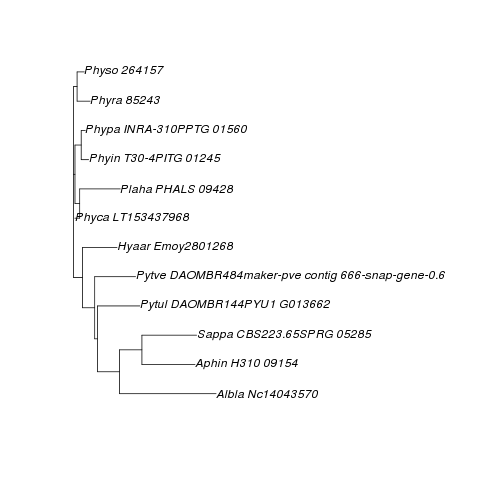 Physo 264157
Phyra 85243
Phypa INRA-310PPTG 01560
Phyin T30-4PITG 01245
Plaha PHALS 09428
Phyca LT153437968
Hyaar Emoy2801268
Pytve DAOMBR484maker-pve contig 666-snap-gene-0.6
Pytul DAOMBR144PYU1 G013662
Sappa CBS223.65SPRG 05285
Aphin H310 09154
Albla Nc14043570